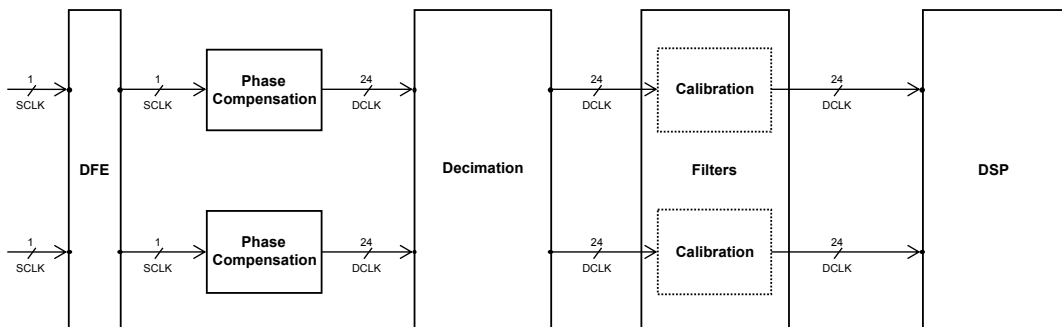 1
SCLK
DFE
1
SCLK
Phase
Compensation
24
DCLK
Decimation
24
DCLK
Calibration
Filters
24
DCLK
DSP
1
SCLK
1
SCLK
Phase
Compensation
24
DCLK
24
DCLK
Calibration
24
DCLK